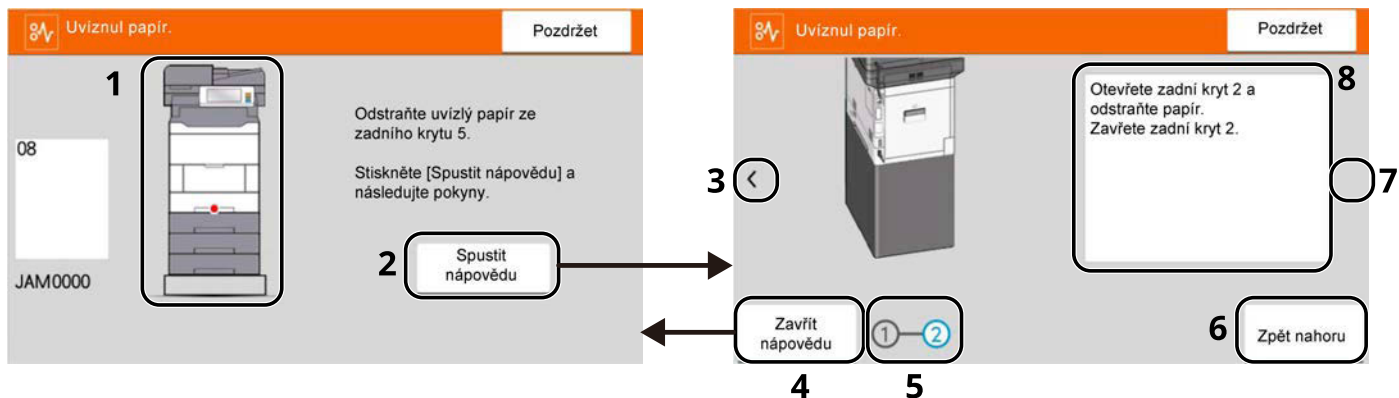 Uvíznul papír.
Pozdržet
1
08
JAM0000
Odstraňte uvízlý papír ze
zadního krytu 5.
Stiskněte [Spustit nápovědu] a
následujte pokyny.
2
Spustit
nápovědu
Uvíznul papír.
Pozdržet
3
Otevřete zadní kryt 2 a
odstraňte papír.
Zavřete zadní kryt 2.
8
7
Zavřít
nápovědu
4
1 2
5
6
Zpět nahoru